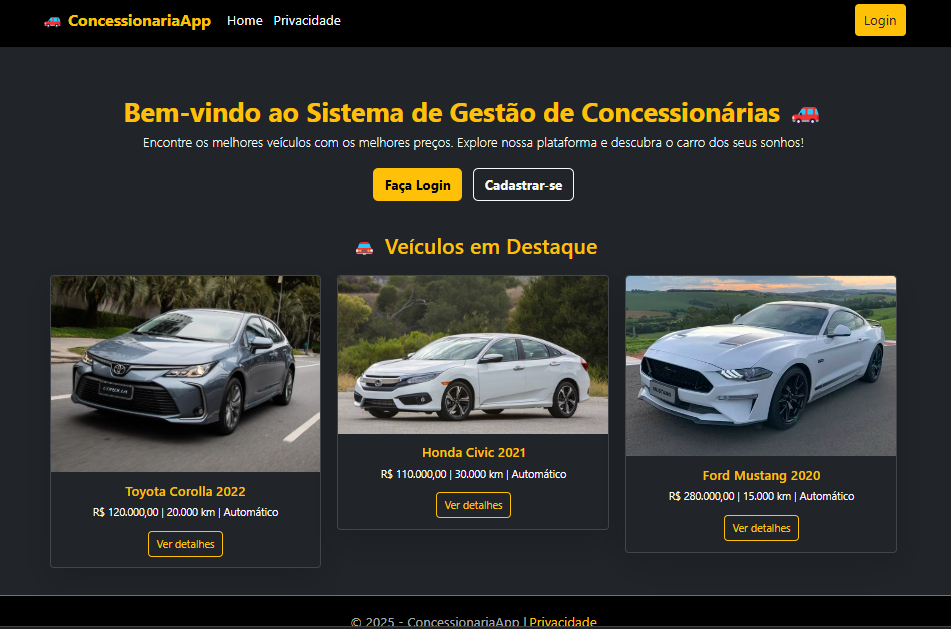 ConcessionariaApp Home Privacidade Login
Bem-vindo ao Sistema de Gestão de Concessionárias
Encontre os melhores veículos com os melhores preços. Explore nossa plataforma e descubra o carro dos seus sonhos!
Faça Login Cadastrar-se
Veículos em Destaque
COROLLA
Toyota Corolla 2022
R$ 120.000,00 | 20.000 km | Automático
Ver detalhes
Honda Civic 2021
R$ 110.000,00 | 30.000 km | Automático
Ver detalhes
MUSTANG
Ford Mustang 2020
R$ 280.000,00 | 15.000 km | Automático
Ver detalhes
© 2025 - ConcessionariaApp | Privacidade